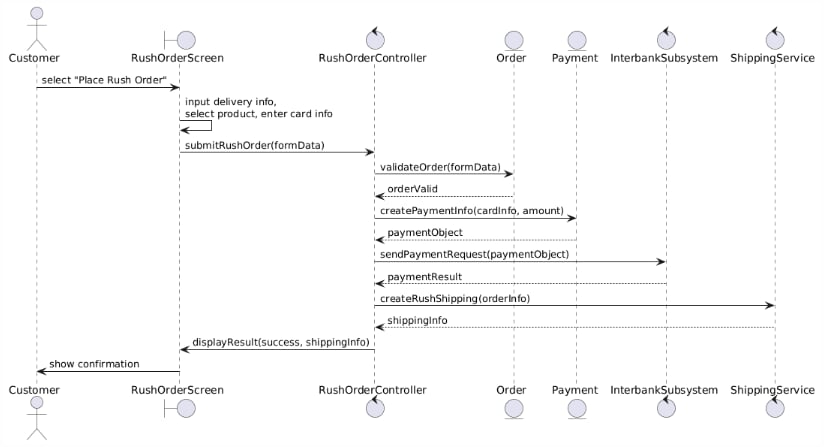 Customer
RushOrderScreen
RushOrderController
Order
Payment
InterbankSubsystem
ShippingService
select "Place Rush Order"
input delivery info,
select product, enter card info
submitRushOrder(formData)
validateOrder(formData)
orderValid
createPaymentInfo(cardInfo, amount)
paymentObject
sendPaymentRequest(paymentObject)
paymentResult
createRushShipping(orderInfo)
shippingInfo
displayResult(success, shippingInfo)
show confirmation
Customer
RushOrderScreen
RushOrderController
Order
Payment
InterbankSubsystem
ShippingService